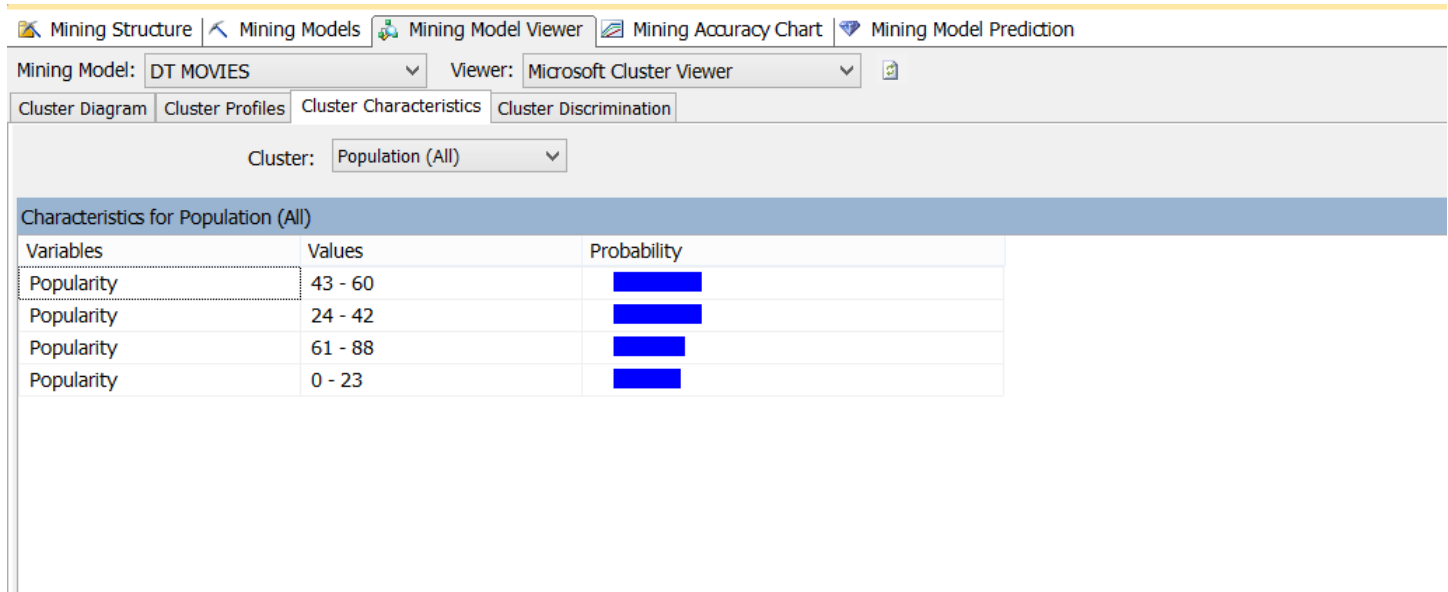 Mining Structure Mining Models Mining Model Viewer Mining Accuracy Chart Mining Model Prediction
Mining Model: DT MOVIES Viewer: Microsoft Cluster Viewer
Cluster Diagram Cluster Profiles Cluster Characteristics Cluster Discrimination
Cluster: Population (All)
Characteristics for Population (All)
Variables Values Probability
Popularity 43 - 60
Popularity 24 - 42
Popularity 61 - 88
Popularity 0 - 23